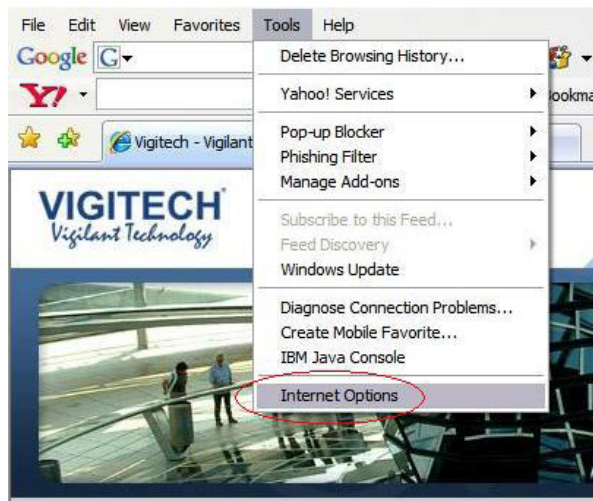 File Edit View Favorites Tools Help
Google G
Y!
Vigitech - Vigilant
Delete Browsing History...
Yahoo! Services
Pop-up Blocker
Phishing Filter
Manage Add-ons
Subscribe to this Feed...
Feed Discovery
Windows Update
Diagnose Connection Problems...
Create Mobile Favorite...
IBM Java Console
Internet Options
VIGITECH
Vigilant Technology